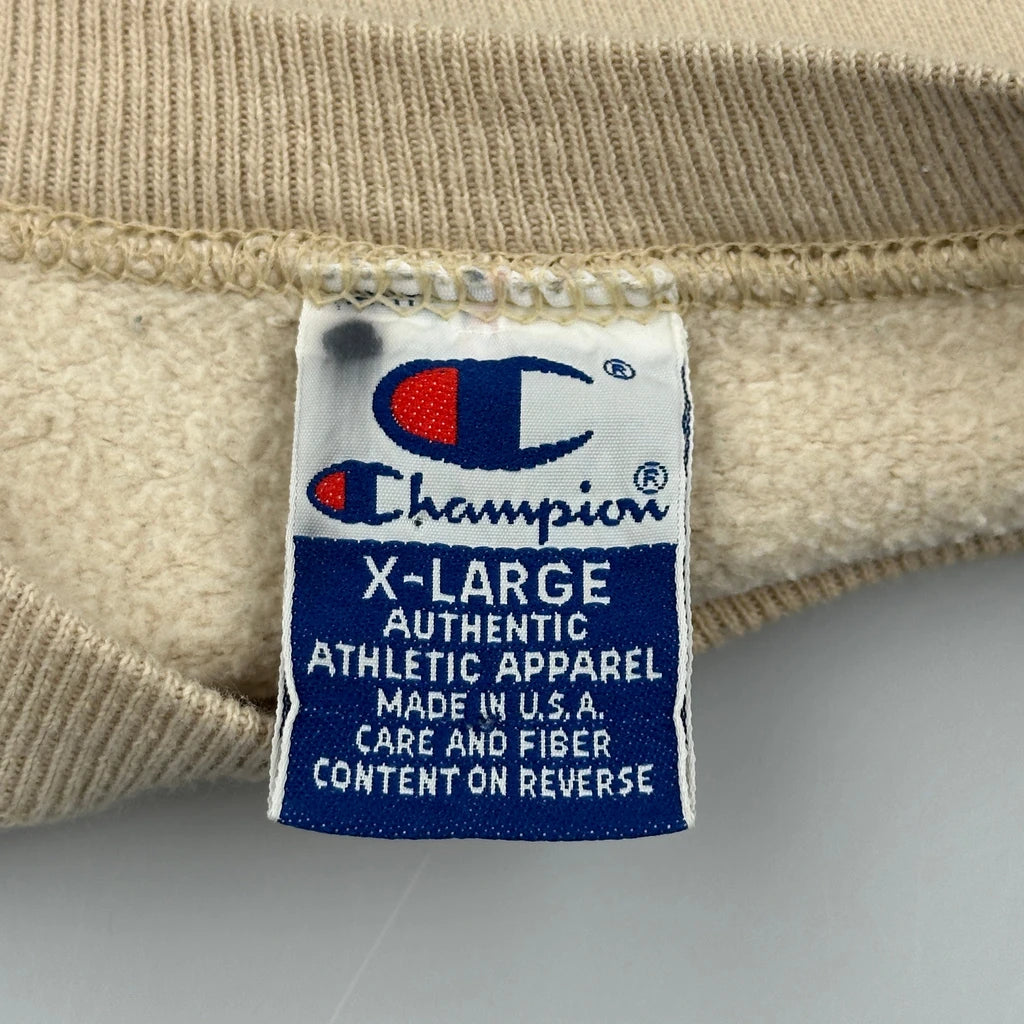 ®
Champion®
X-LARGE
AUTHENTIC
ATHLETIC APPAREL
MADE IN U.S.A.
CARE AND FIBER
CONTENT ON REVERSE